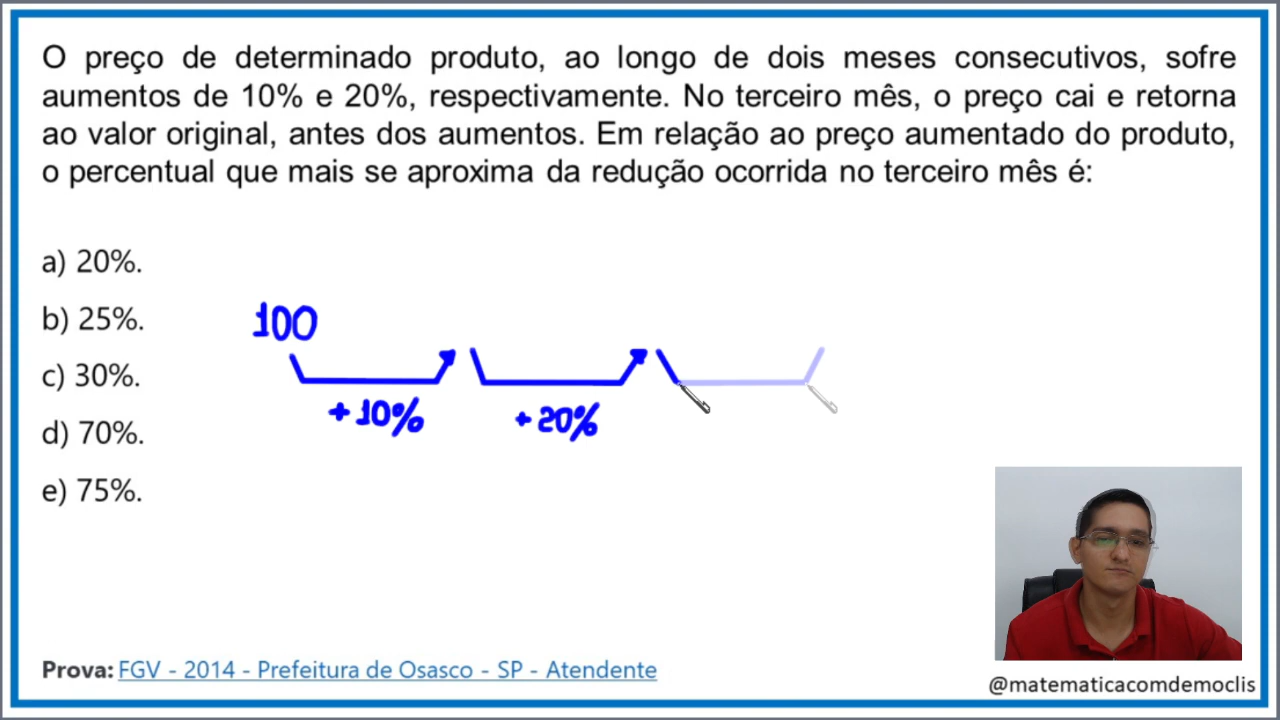 O preço de determinado produto, ao longo de dois meses consecutivos, sofre
aumentos de 10% e 20%, respectivamente. No terceiro mês, o preço cai e retorna
ao valor original, antes dos aumentos. Em relação ao preço aumentado do produto,
o percentual que mais se aproxima da redução ocorrida no terceiro mês é:
a) 20%.
b) 25%.
c) 30%.
d) 70%.
e) 75%.
100
+10%
+20%
Prova: FGV - 2014 - Prefeitura de Osasco - SP - Atendente
@matematicacomdemoclis